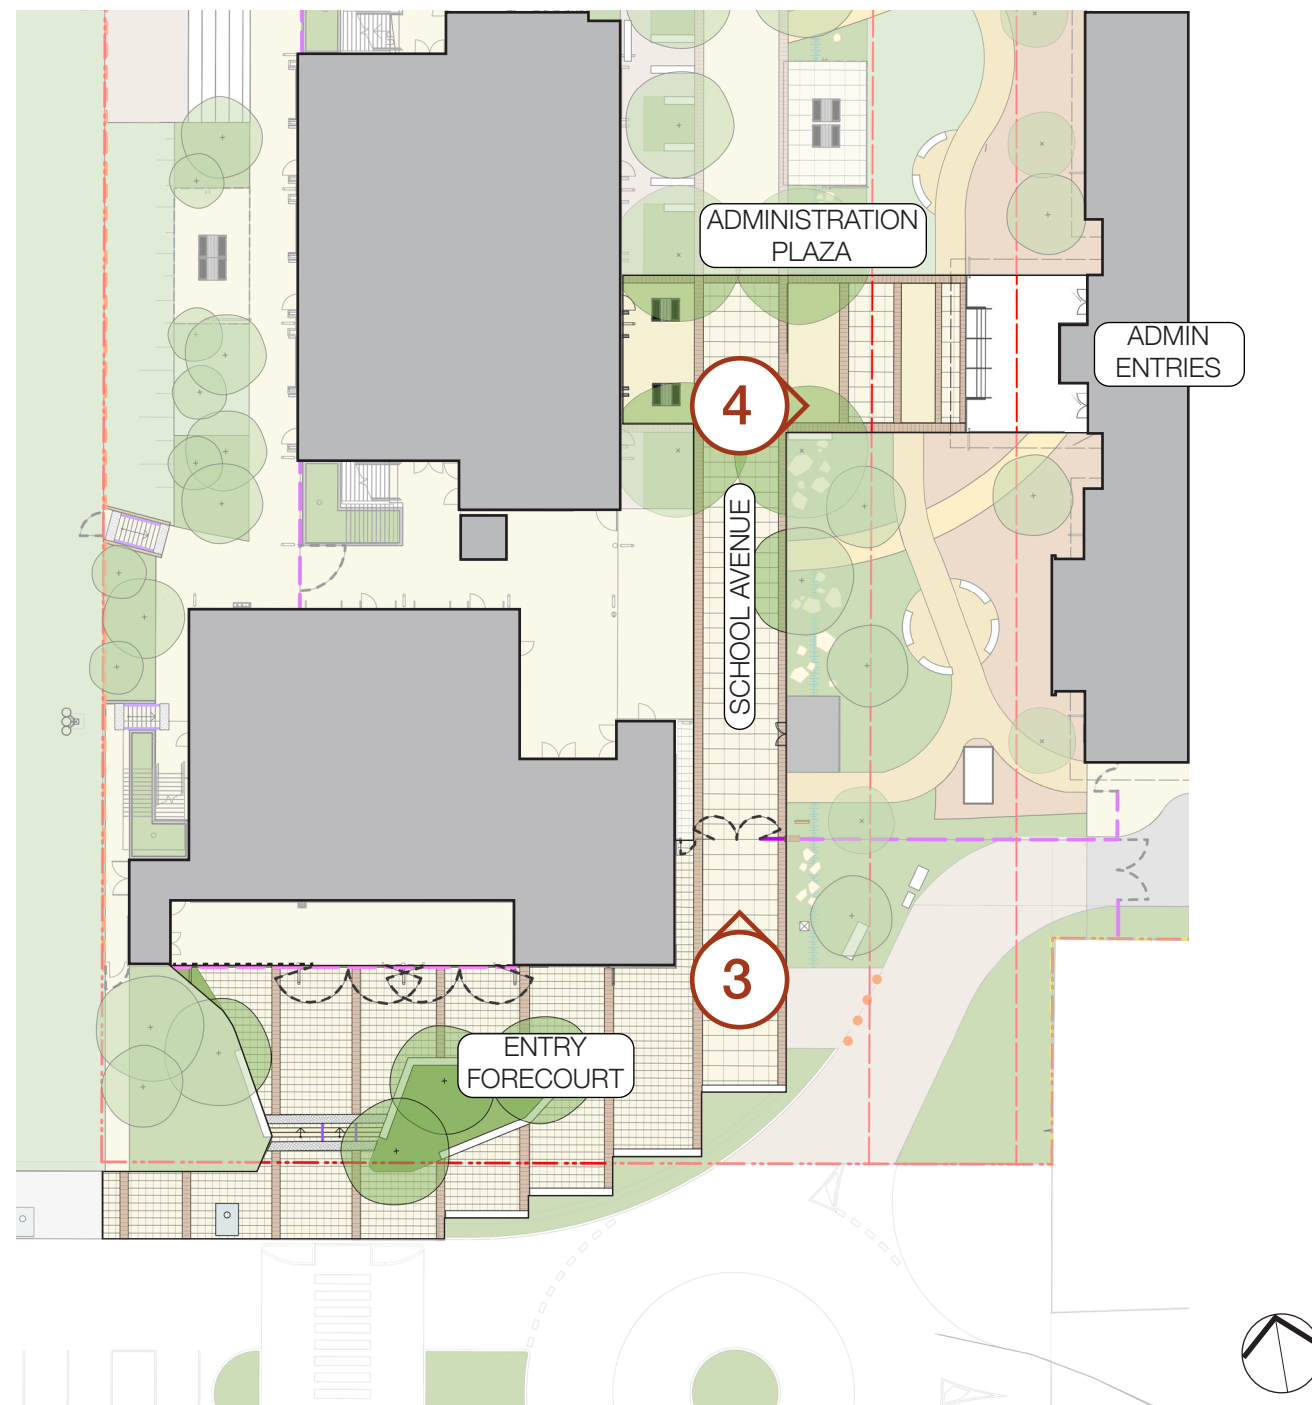 ADMINISTRATION
PLAZA
ADMIN
ENTRIES
4
SCHOOL AVENUE
3
ENTRY
FORECOURT